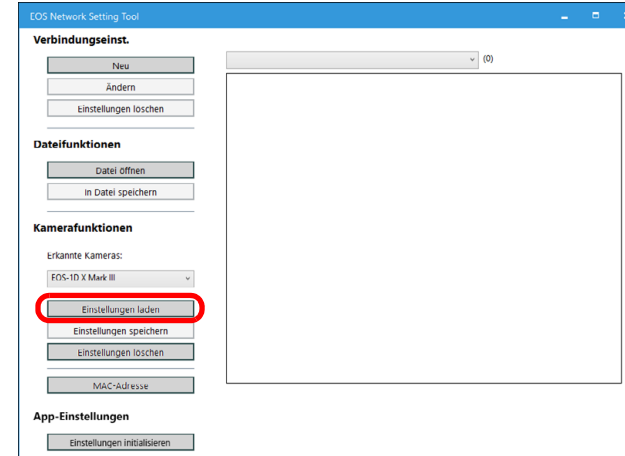 EOS Network Setting Tool
Verbindungseinst.
Neu
Ändern
Einstellungen löschen
(0)
Dateifunktionen
Datei öffnen
In Datei speichern
Kamerafunktionen
Erkannte Kameras:
EOS-1D X Mark III
Einstellungen laden
Einstellungen speichern
Einstellungen löschen
MAC-Adresse
App-Einstellungen
Einstellungen initialisieren